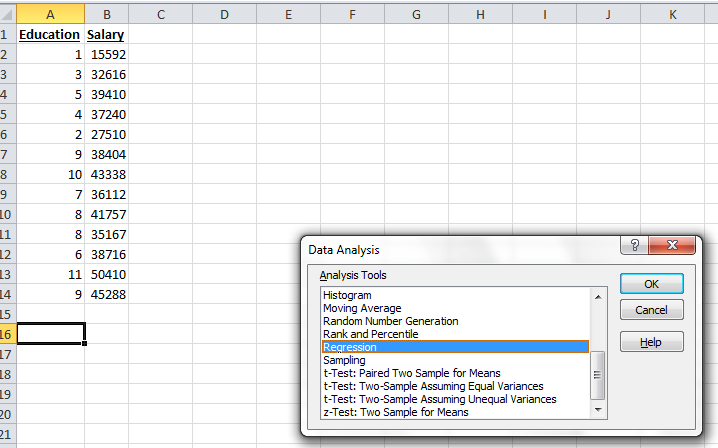 A B C D E F G H I J K
1 Education Salary
2 1 15592
3 3 32616
4 5 39410
5 4 37240
6 2 27510
7 9 38404
8 10 43338
9 7 36112
10 8 41757
11 8 35167
12 6 38716
13 11 50410
14 9 45288
15
16
17
18
19
20
21
Data Analysis
?
Analysis Tools
Histogram
Moving Average
Random Number Generation
Rank and Percentile
Regression
Sampling
t-Test: Paired Two Sample for Means
t-Test: Two-Sample Assuming Equal Variances
t-Test: Two-Sample Assuming Unequal Variances
z-Test: Two Sample for Means
OK
Cancel
Help